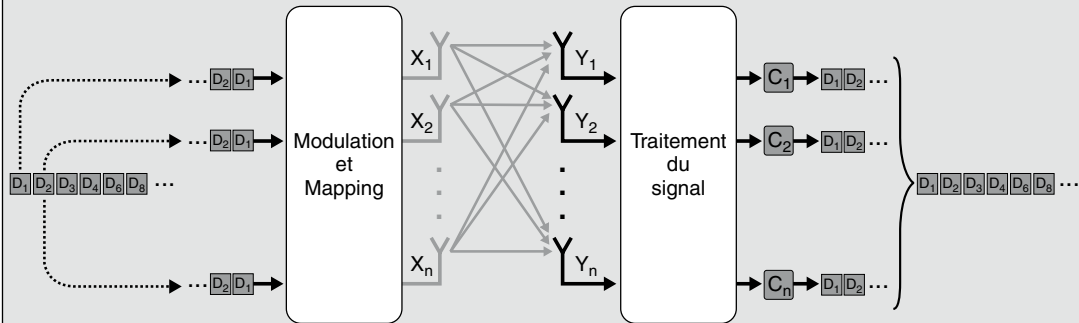 X1 Y1
... D2 D1 C1 D1 D2 ...
X2 Y2
... D2 D1 Modulation et Mapping Traitement du signal C2 D1 D2 ...
D1 D2 D3 D4 D6 D8 ... D1 D2 D3 D4 D6 D8 ...
Xn Yn
... D2 D1 Cn D1 D2 ...